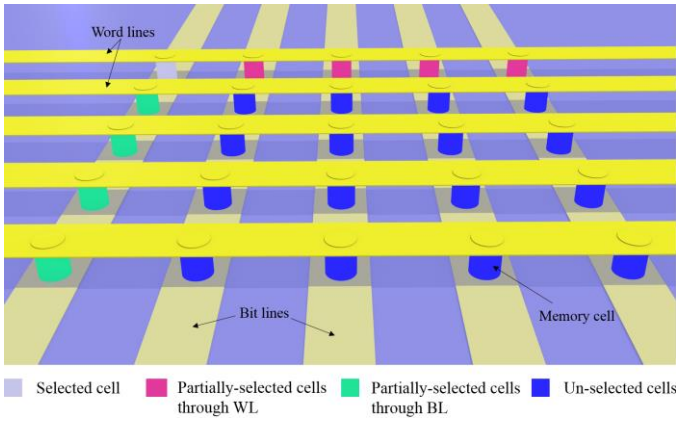 Word lines
Bit lines
Memory cell
Selected cell
Partially-selected cells
through WL
Partially-selected cells
through BL
Un-selected cells